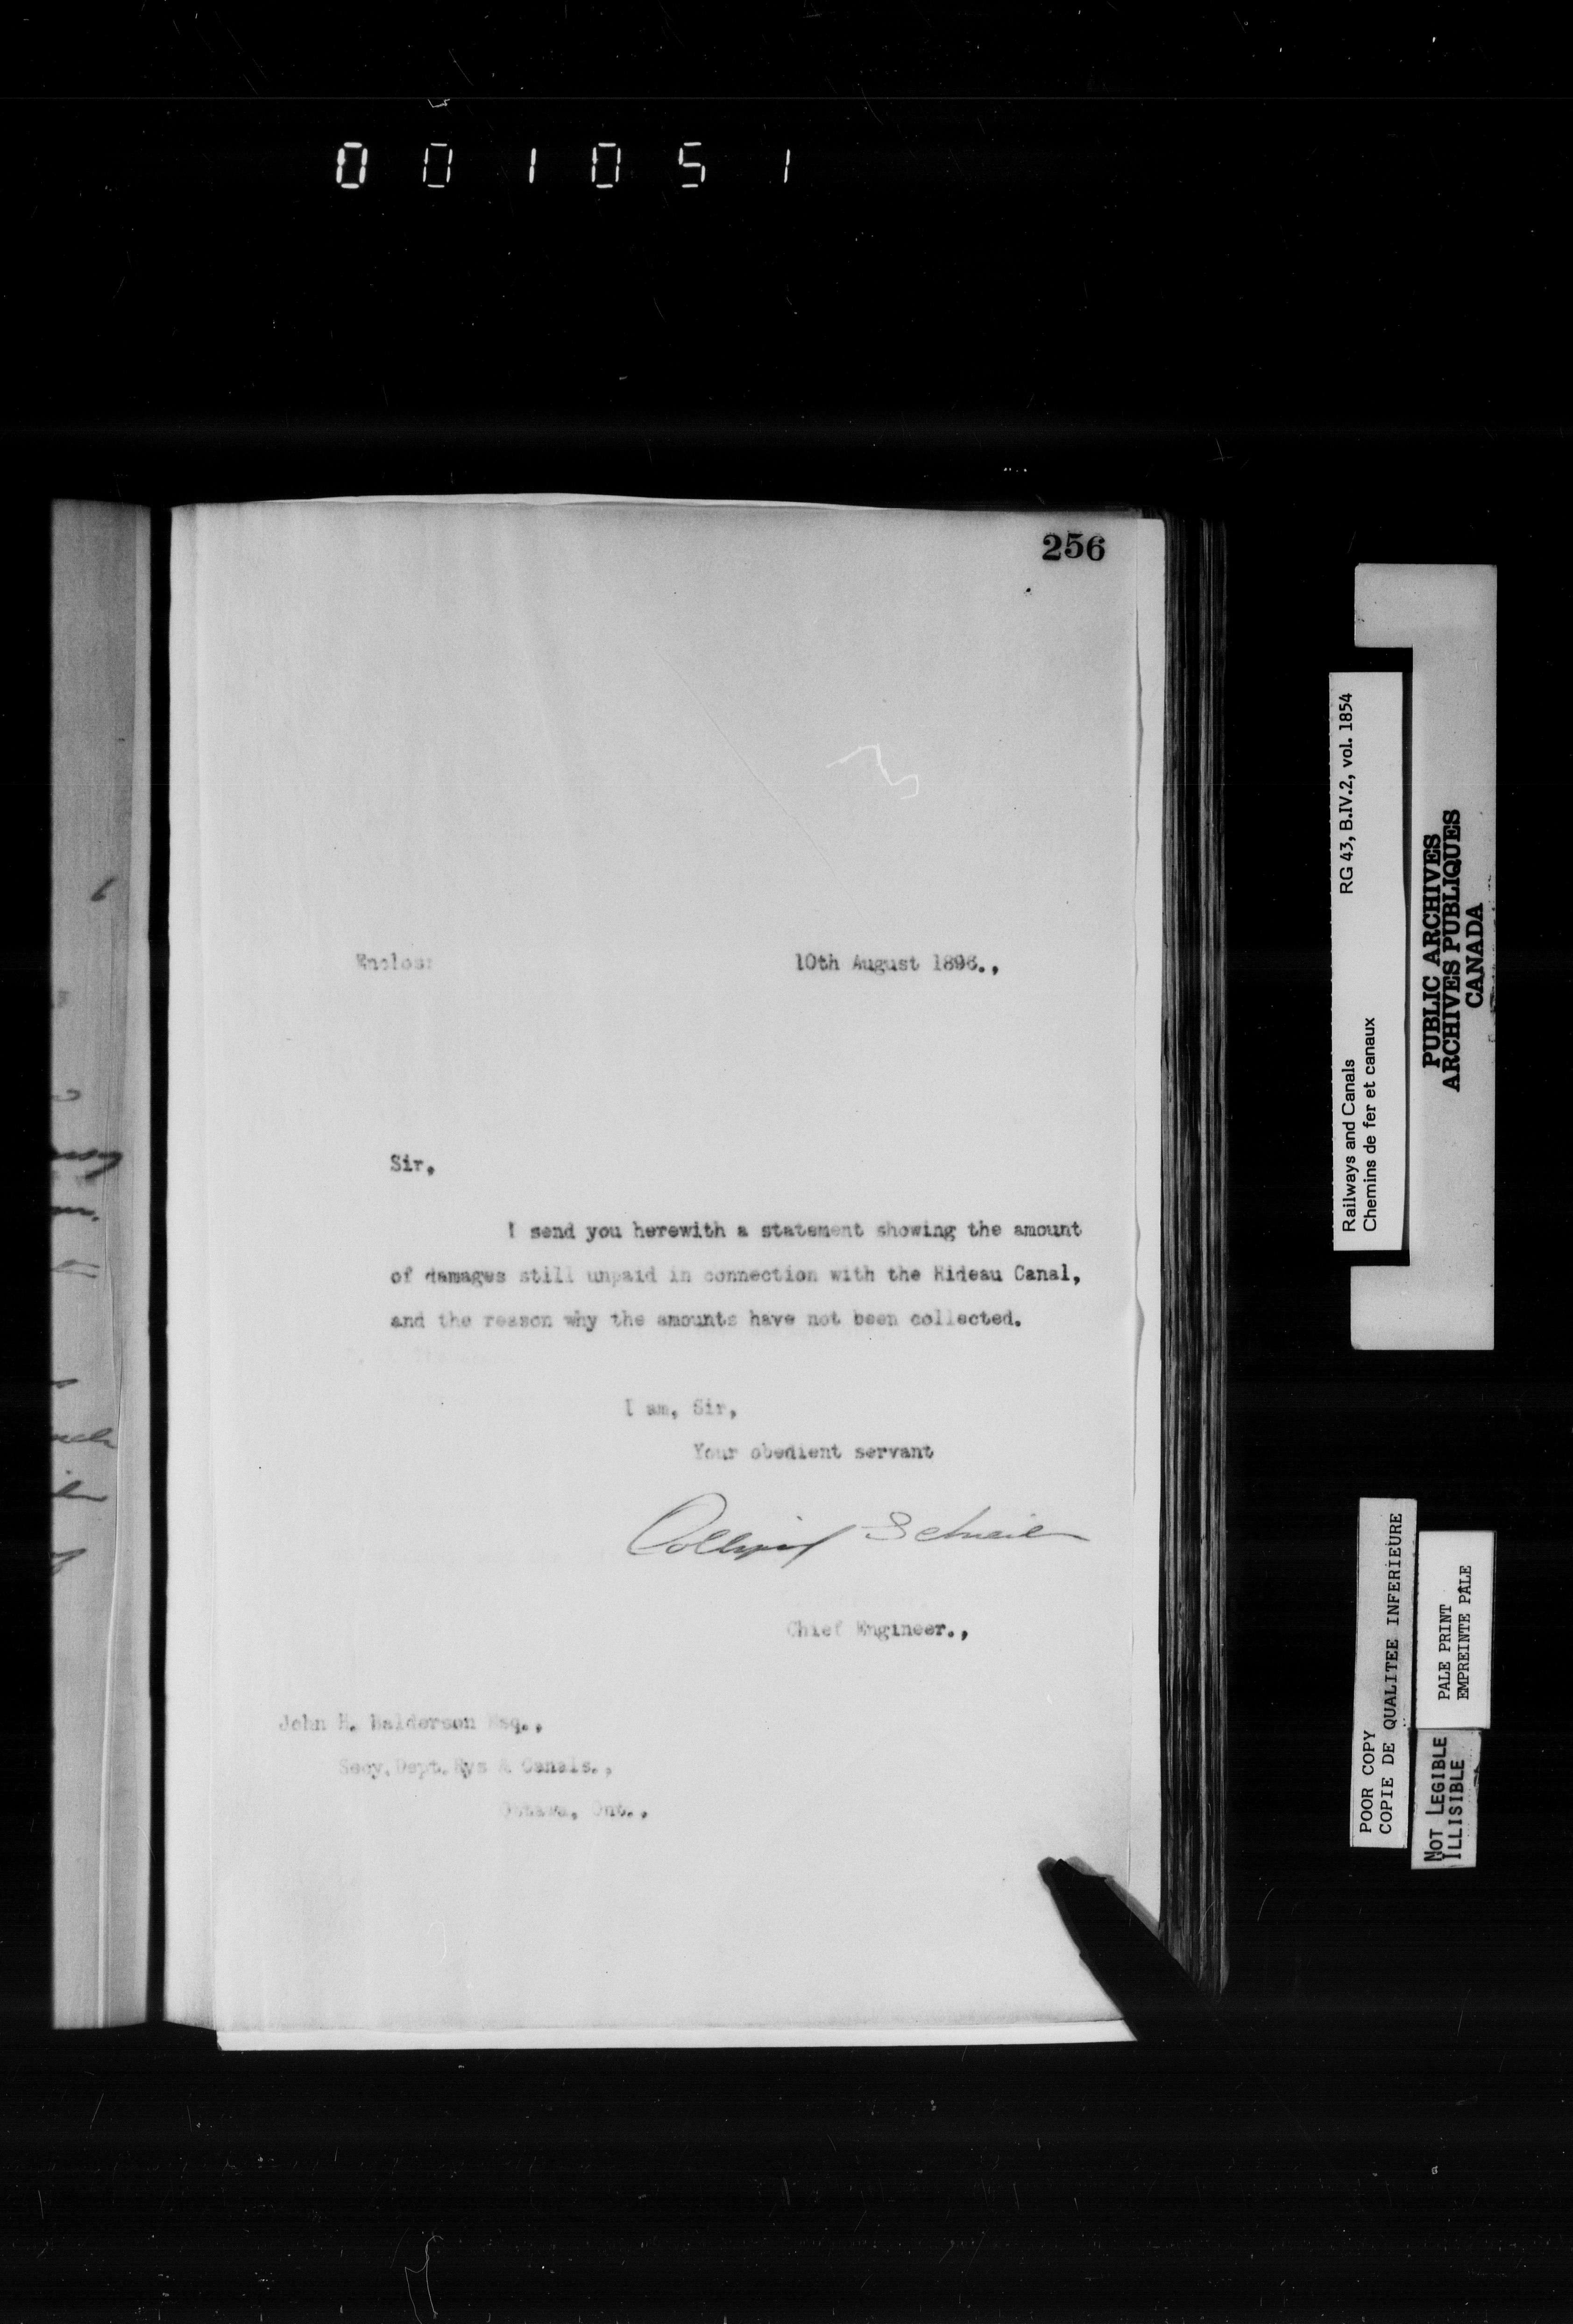 001051
256
Enclos: 10th August 1896.,
Sir,
I send you herewith a statement showing the amount
of damages still unpaid in connection with the Rideau Canal,
and the reason why the amounts have not been collected.
I am, Sir,
Your obedient servant
Collingwood Schreiber
Chief Engineer.,
John H. Balderson Esq.,
Secy. Dept. Rys & Canals.,
Ottawa, Ont.,
Railways and Canals RG 43, B.IV.2, vol. 1854
Chemins de fer et canaux
PUBLIC ARCHIVES
ARCHIVES PUBLIQUES
CANADA
POOR COPY
COPIE DE QUALITEE INFERIEURE
PALE PRINT
EMPREINTE PÂLE
NOT LEGIBLE
ILLISIBLE